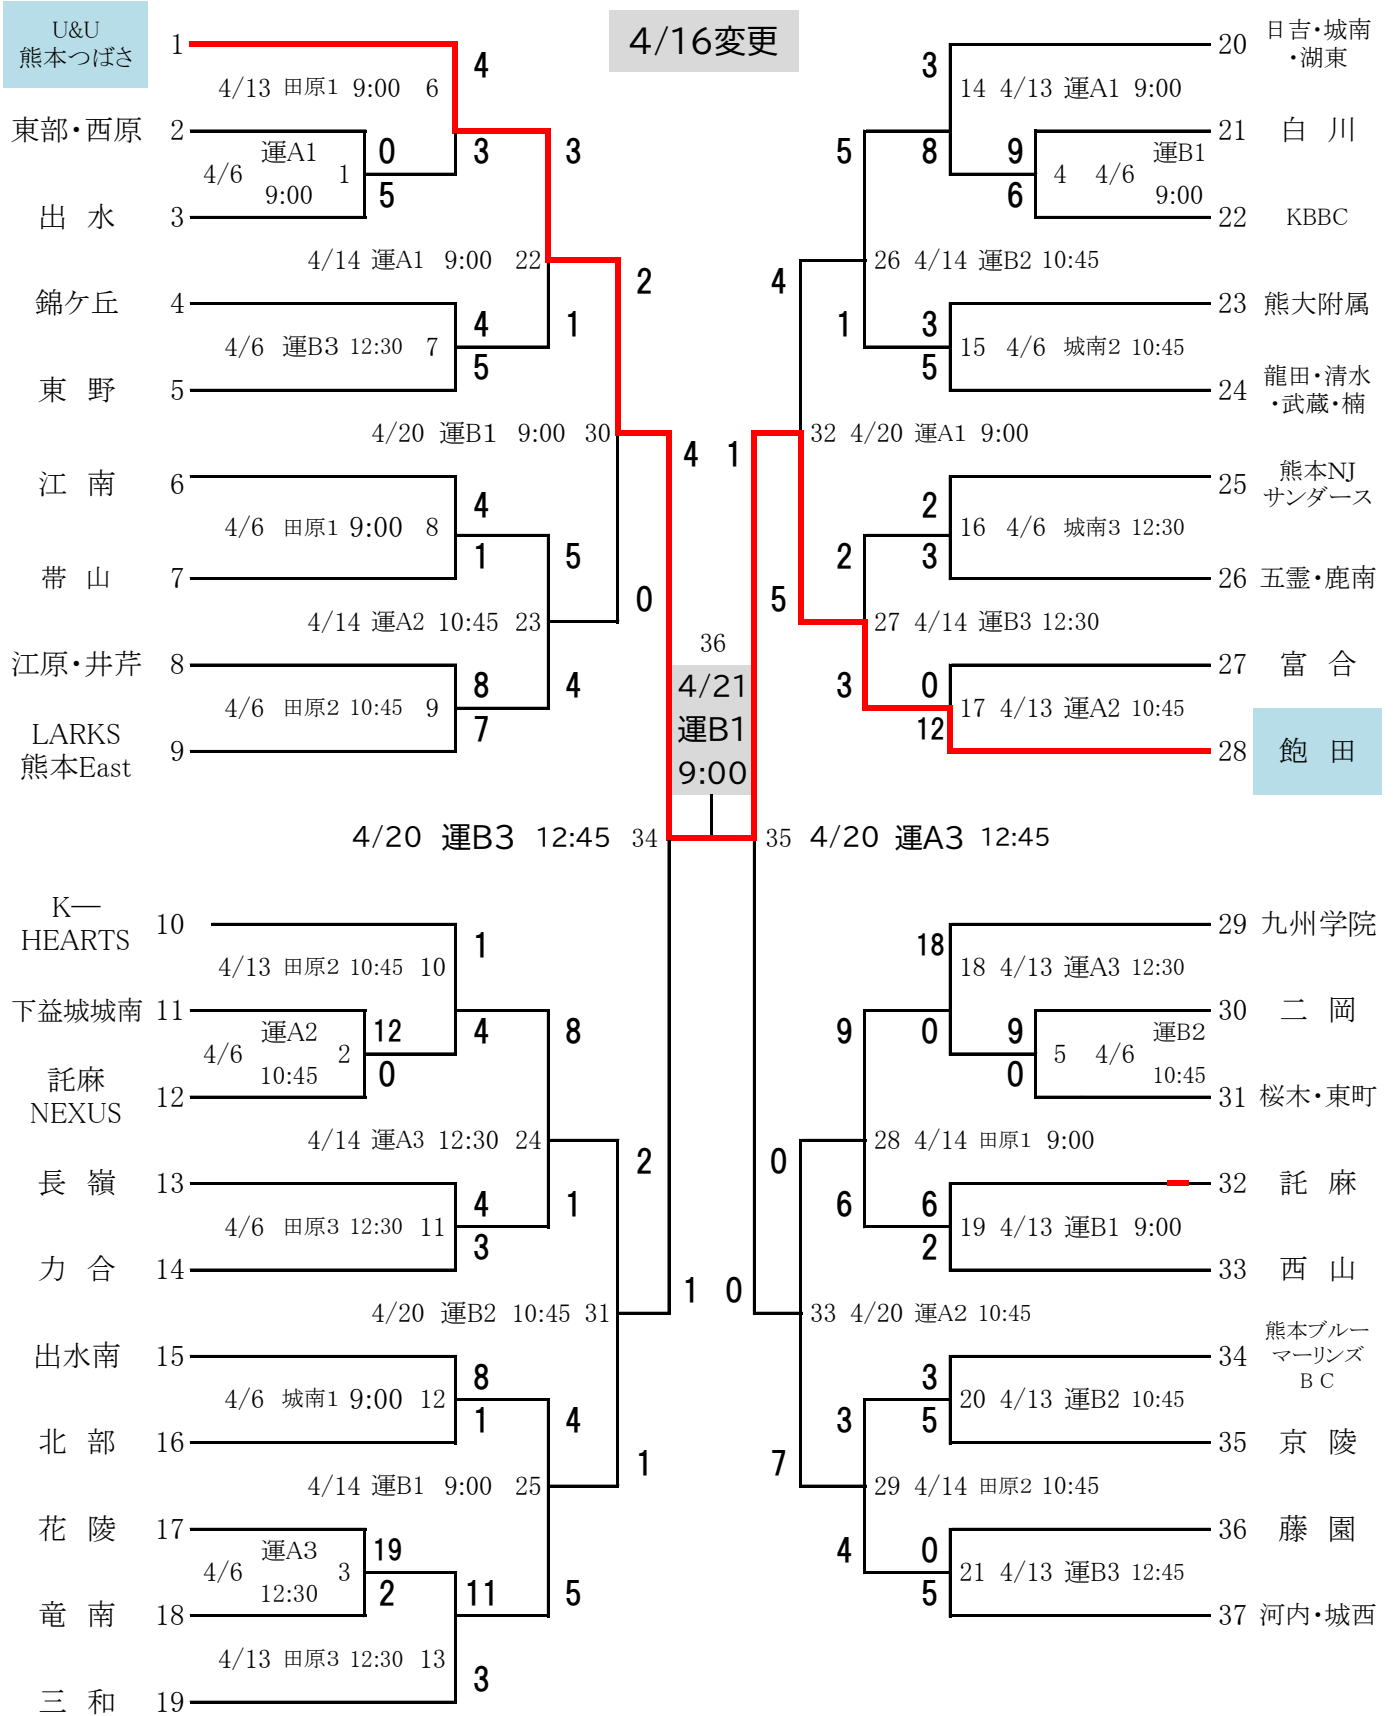 4/16変更
U&U
熊本つばさ
1
4
4/13 田原1 9:00 6
東部・西原 2
3
3
運A1
0
4/6
1
9:00
5
出 水 3
4/14 運A1 9:00 22
2
錦ケ丘 4
4
1
4/6 運B3 12:30 7
5
東 野 5
4/20 運B1 9:00 30
4
江 南 6
4
4/6 田原1 9:00 8
1
5
帯 山 7
0
4/14 運A2 10:45 23
江原・井芹 8
8
4
4/6 田原2 10:45 9
7
LARKS
熊本East
9
36
4/21
運B1
9:00
4/20 運B3 12:45 34
K―
HEARTS
10
1
4/13 田原2 10:45 10
下益城城南 11
12
4
8
運A2
4/6
2
10:45
0
託麻
NEXUS
12
4/14 運A3 12:30 24
2
長 嶺 13
4
1
4/6 田原3 12:30 11
3
力 合 14
1
4/20 運B2 10:45 31
出水南 15
8
4/6 城南1 9:00 12
1
4
北 部 16
1
4/14 運B1 9:00 25
花 陵 17
19
運A3
4/6
3
12:30
2
11
5
竜 南 18
4/13 田原3 12:30 13
3
三 和 19
3
20
日吉・城南
・湖東
14 4/13 運A1 9:00
21 白 川
5
8
9
運B1
4 4/6
9:00
6
22 KBBC
26 4/14 運B2 10:45
4
23 熊大附属
1
3
15 4/6 城南2 10:45
5
24
龍田・清水
・武蔵・楠
32 4/20 運A1 9:00
1
25
熊本NJ
サンダース
2
16 4/6 城南3 12:30
2
3
26 五霊・鹿南
5
27 4/14 運B3 12:30
27 富 合
3
0
17 4/13 運A2 10:45
12
28 飽 田
35 4/20 運A3 12:45
29 九州学院
18
18 4/13 運A3 12:30
30 二 岡
9
0
9
運B2
5 4/6
10:45
0
31 桜木・東町
28 4/14 田原1 9:00
0
32 託 麻
6
6
19 4/13 運B1 9:00
2
33 西 山
0
33 4/20 運A2 10:45
34
熊本ブルー
マーリンズ
B C
3
20 4/13 運B2 10:45
3
5
35 京 陵
7
29 4/14 田原2 10:45
36 藤 園
4
0
21 4/13 運B3 12:45
5
37 河内・城西